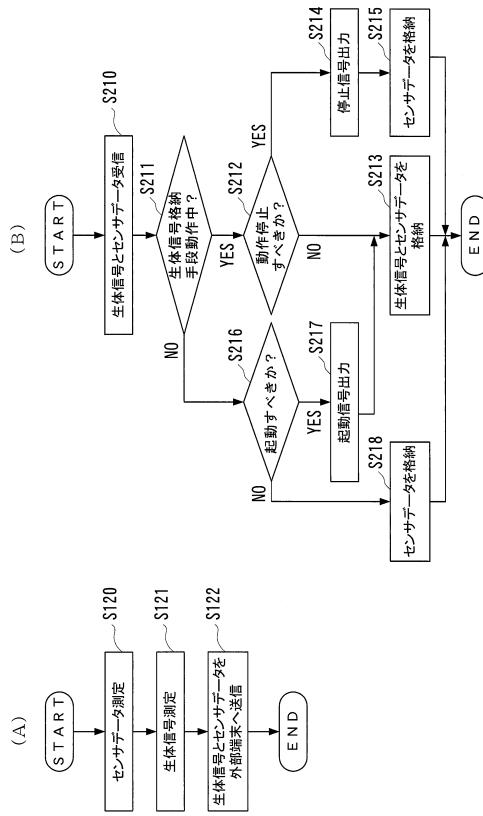 (A)
START
S120
センサデータ測定
S121
生体信号測定
S122
生体信号とセンサデータを
外部端末へ送信
END
(B)
START
S210
生体信号とセンサデータ受信
S211
生体信号格納
手段動作中?
NO
YES
S216
起動すべきか?
S212
動作停止
すべきか?
NO
YES
NO
YES
S217
起動信号出力
S214
停止信号出力
S218
センサデータを格納
S213
生体信号とセンサデータを
格納
S215
センサデータを格納
END